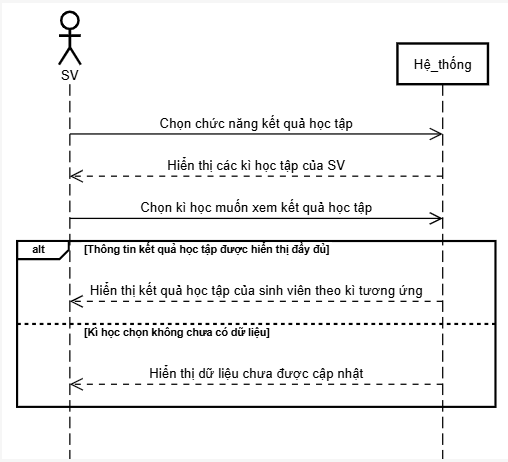 SV
Hệ_thống
Chọn chức năng kết quả học tập
Hiển thị các kì học tập của SV
Chọn kì học muốn xem kết quả học tập
alt
[Thông tin kết quả học tập được hiển thị đầy đủ]
Hiển thị kết quả học tập của sinh viên theo kì tương ứng
[Kì học chọn không chưa có dữ liệu]
Hiển thị dữ liệu chưa được cập nhật